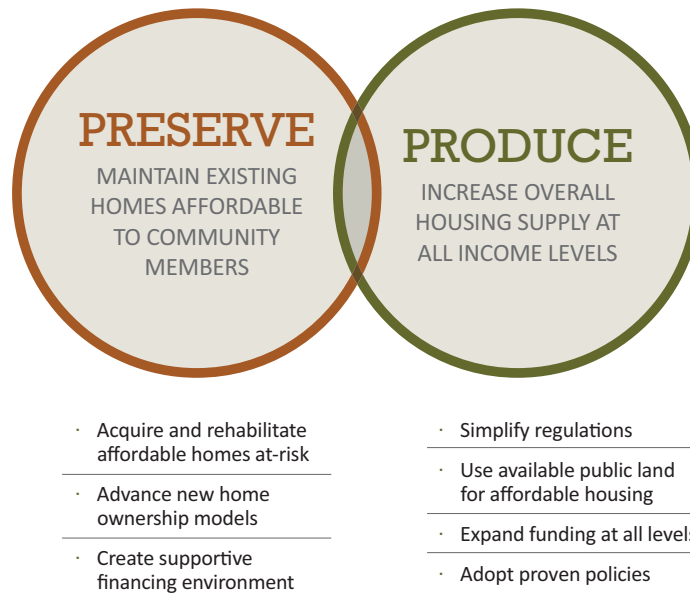 PRESERVE
MAINTAIN EXISTING
HOMES AFFORDABLE
TO COMMUNITY
MEMBERS
PRODUCE
INCREASE OVERALL
HOUSING SUPPLY AT
ALL INCOME LEVELS
· Acquire and rehabilitate
affordable homes at-risk
· Advance new home
ownership models
· Create supportive
financing environment
· Simplify regulations
· Use available public land
for affordable housing
· Expand funding at all levels
· Adopt proven policies